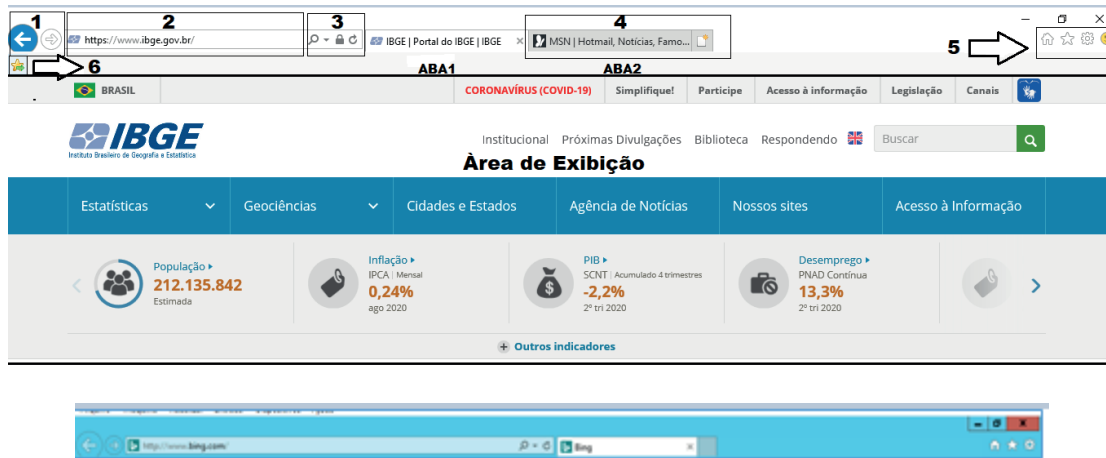 1 2 3 4
https://www.ibge.gov.br/ IBGE | Portal do IBGE | IBGE MSN | Hotmail, Notícias, Famo... 5
6 ABA1 ABA2
BRASIL CORONAVÍRUS (COVID-19) Simplifique! Participe Acesso à informação Legislação Canais
IBGE Institucional Próximas Divulgações Biblioteca Respondendo Buscar
Instituto Brasileiro de Geografia e Estatística
Àrea de Exibição
Estatísticas Geociências Cidades e Estados Agência de Notícias Nossos sites Acesso à Informação
População
212.135.842
Estimada
Inflação
IPCA | Mensal
0,24%
ago 2020
PIB
SCNT | Acumulado 4 trimestres
-2,2%
2º tri 2020
Desemprego
PNAD Contínua
13,3%
2º tri 2020
Outros indicadores
http://www.bing.com/ Bing